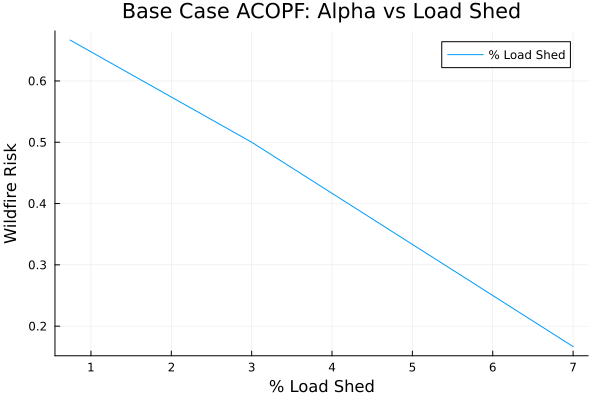 Base Case ACOPF: Alpha vs Load Shed
% Load Shed
Wildfire Risk
0.6
0.5
0.4
0.3
0.2
1 2 3 4 5 6 7
% Load Shed